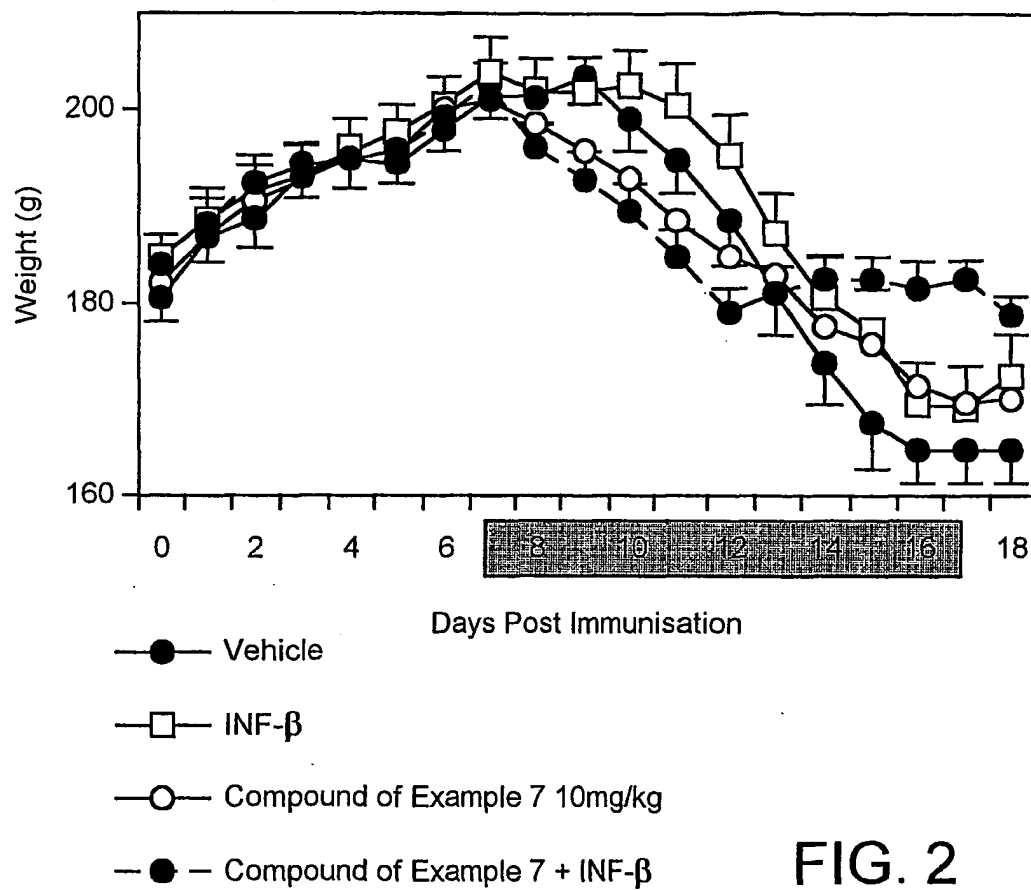 200
180
160
Weight (g)
0 2 4 6 8 10 12 14 16 18
Days Post Immunisation
Vehicle
INF-β
Compound of Example 7 10mg/kg
Compound of Example 7 + INF-β
FIG. 2